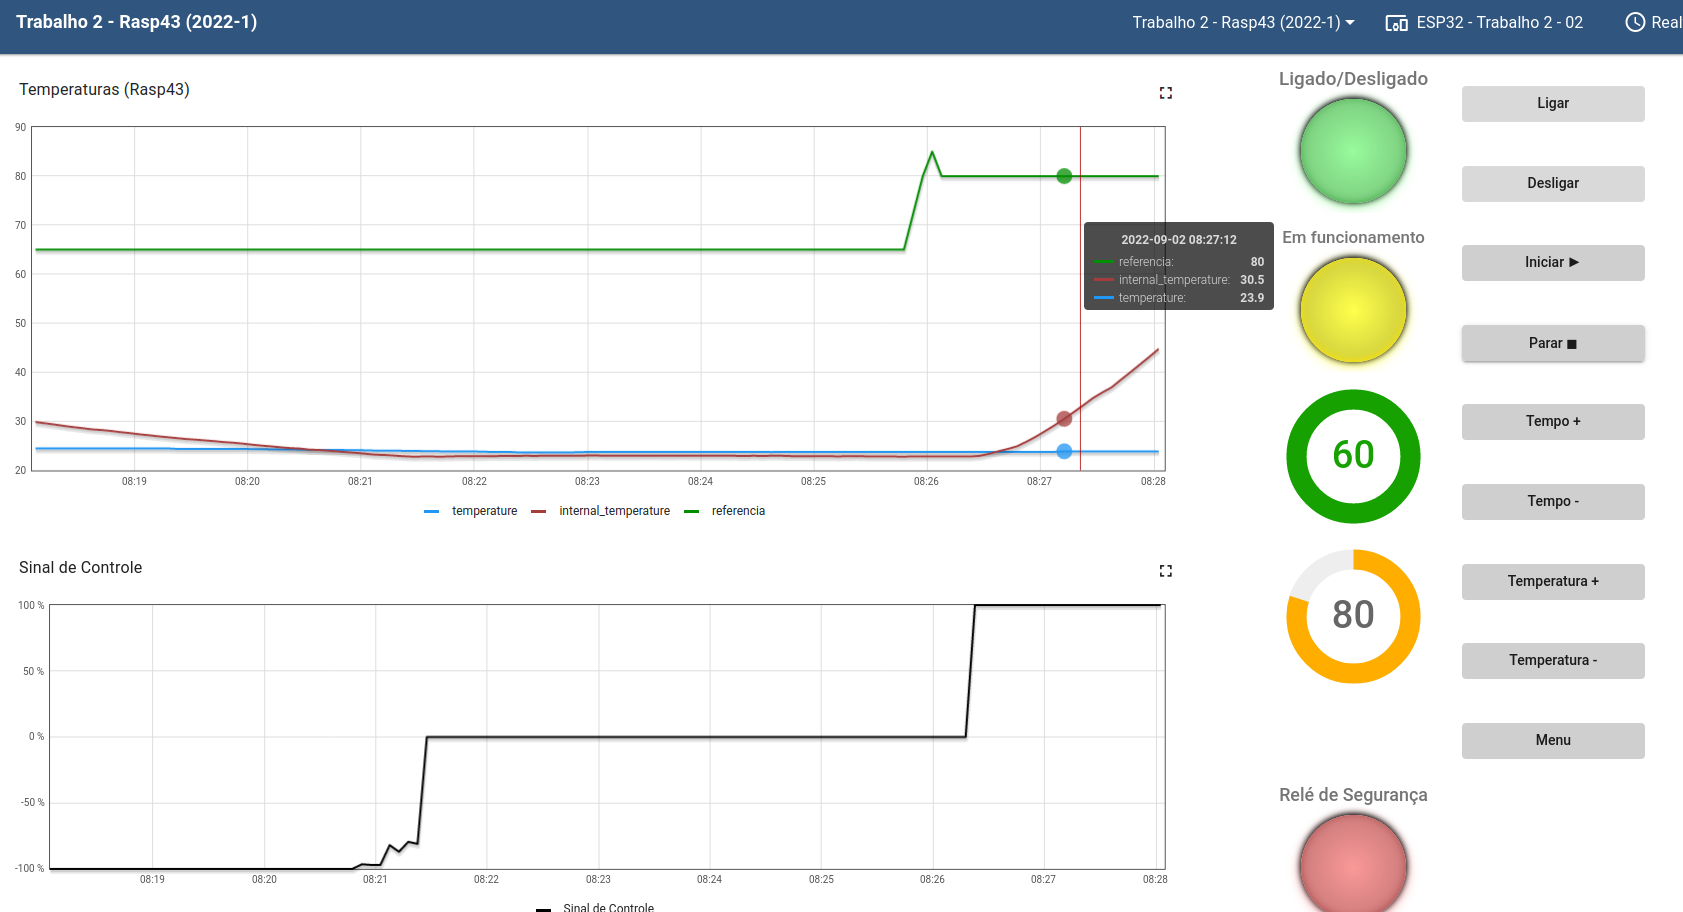 Trabalho 2 - Rasp43 (2022-1)
Trabalho 2 - Rasp43 (2022-1)
ESP32 - Trabalho 2 - 02
Real
Temperaturas (Rasp43)
90
80
70
60
50
40
30
20
08:19 08:20 08:21 08:22 08:23 08:24 08:25 08:26 08:27 08:28
2022-09-02 08:27:12
referencia: 80
internal_temperature: 30.5
temperature: 23.9
temperature internal_temperature referencia
Sinal de Controle
100 %
50 %
0 %
-50 %
-100 %
08:19 08:20 08:21 08:22 08:23 08:24 08:25 08:26 08:27 08:28
Sinal de Controle
Ligado/Desligado
Em funcionamento
60
80
Relé de Segurança
Ligar
Desligar
Iniciar ►
Parar ■
Tempo +
Tempo -
Temperatura +
Temperatura -
Menu